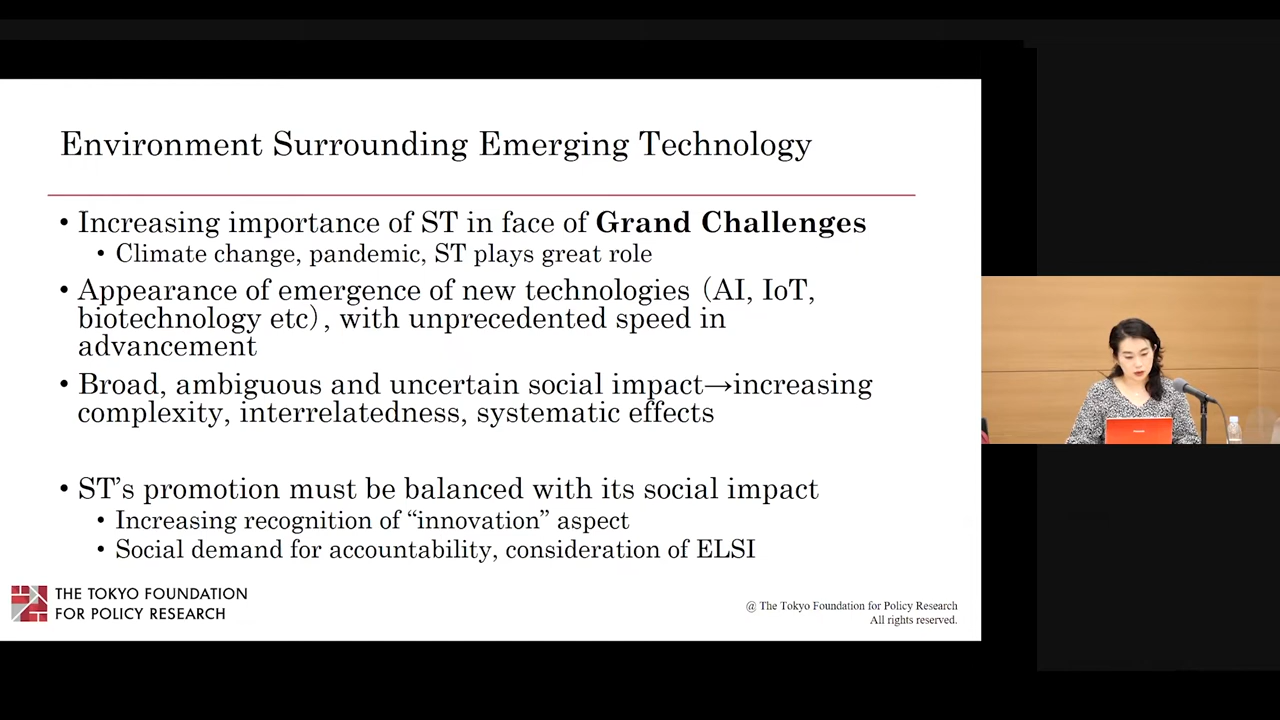 Environment Surrounding Emerging Technology
• Increasing importance of ST in face of Grand Challenges
• Climate change, pandemic, ST plays great role
• Appearance of emergence of new technologies (AI, IoT,
biotechnology etc), with unprecedented speed in
advancement
• Broad, ambiguous and uncertain social impact→increasing
complexity, interrelatedness, systematic effects
• ST's promotion must be balanced with its social impact
• Increasing recognition of “innovation” aspect
• Social demand for accountability, consideration of ELSI
THE TOKYO FOUNDATION
FOR POLICY RESEARCH
@ The Tokyo Foundation for Policy Research
All rights reserved.